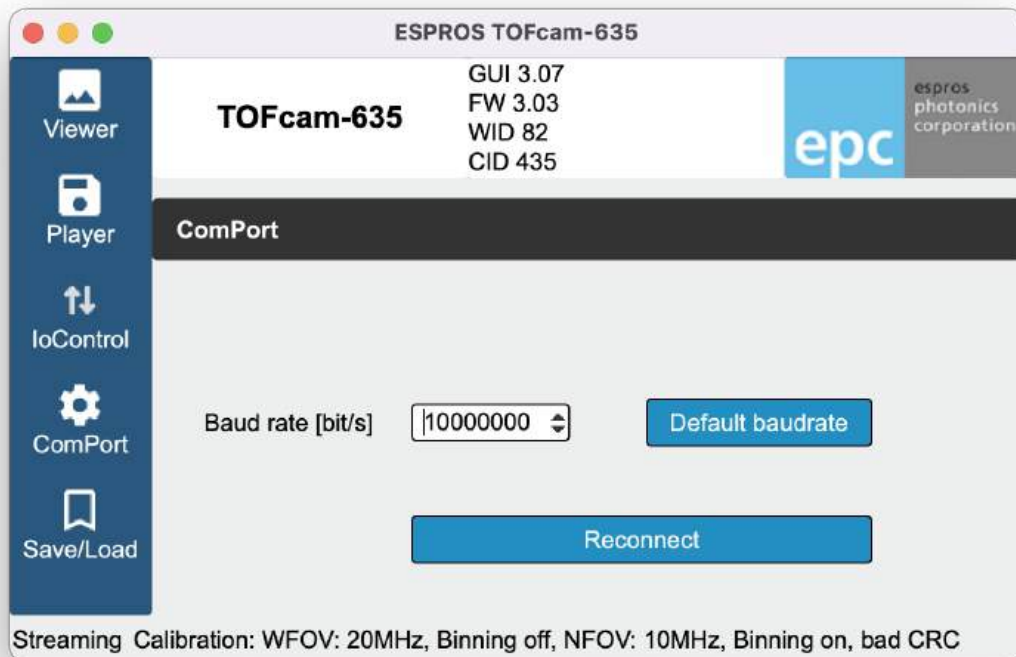 ESPROS TOFcam-635
Viewer
Player
IoControl
ComPort
Save/Load
TOFcam-635
GUI 3.07
FW 3.03
WID 82
CID 435
epc
espros
photonics
corporation
ComPort
Baud rate [bit/s] 10000000 Default baudrate
Reconnect
Streaming Calibration: WFOV: 20MHz, Binning off, NFOV: 10MHz, Binning on, bad CRC